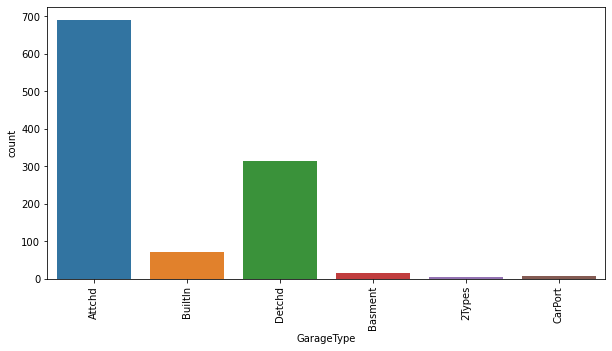 700
600
500
400
300
200
100
0
count
Attchd
BuiltIn
Detchd
Basment
2Types
CarPort
GarageType